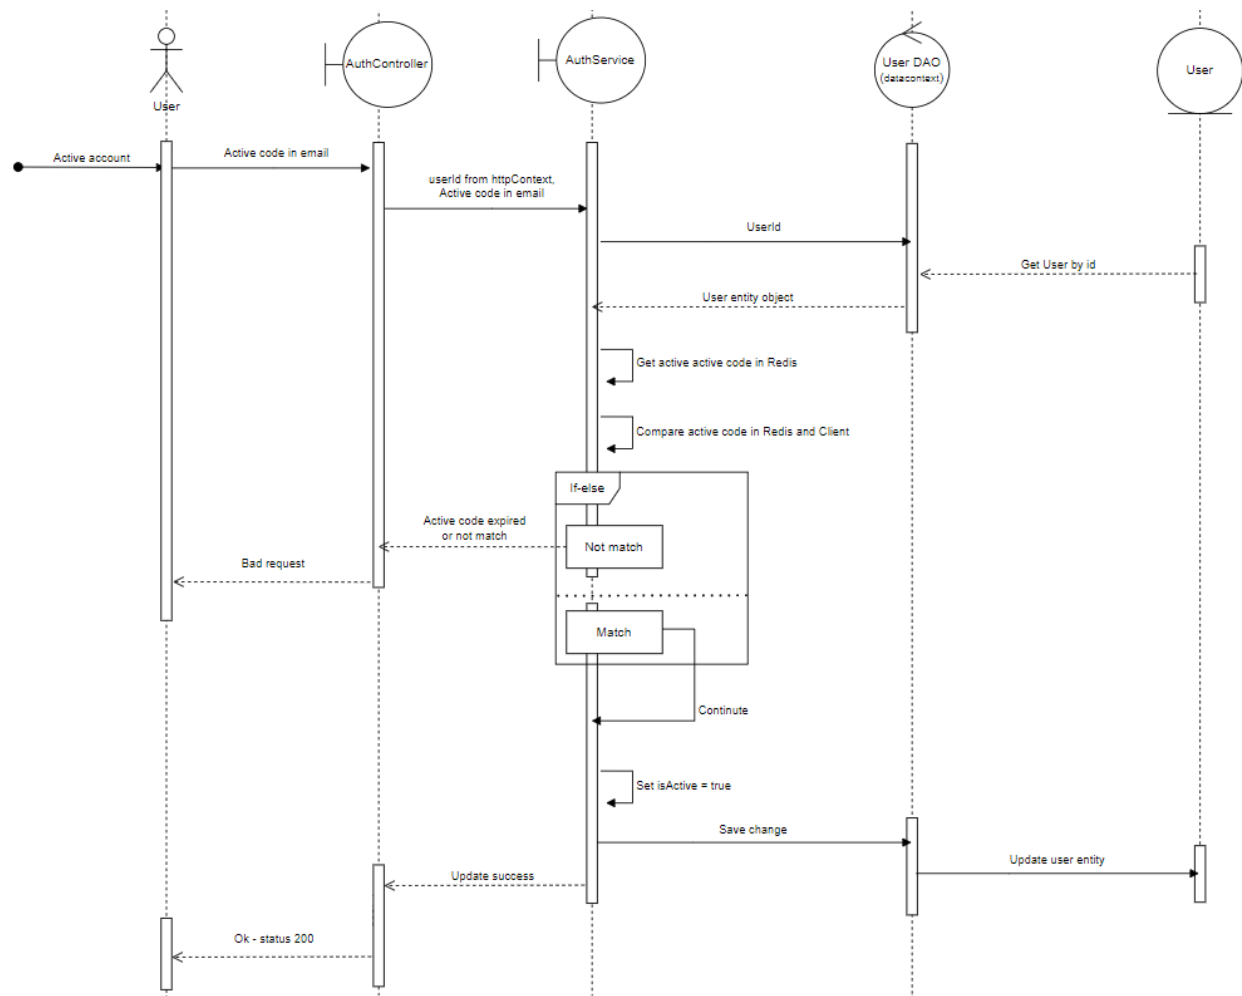 User
AuthController
AuthService
User DAO
(datacontext)
User
Active account
Active code in email
userId from httpContext,
Active code in email
UserId
Get User by id
User entity object
Get active active code in Redis
Compare active code in Redis and Client
If-else
Active code expired
or not match
Not match
Bad request
Match
Continute
Set isActive = true
Save change
Update user entity
Update success
Ok - status 200